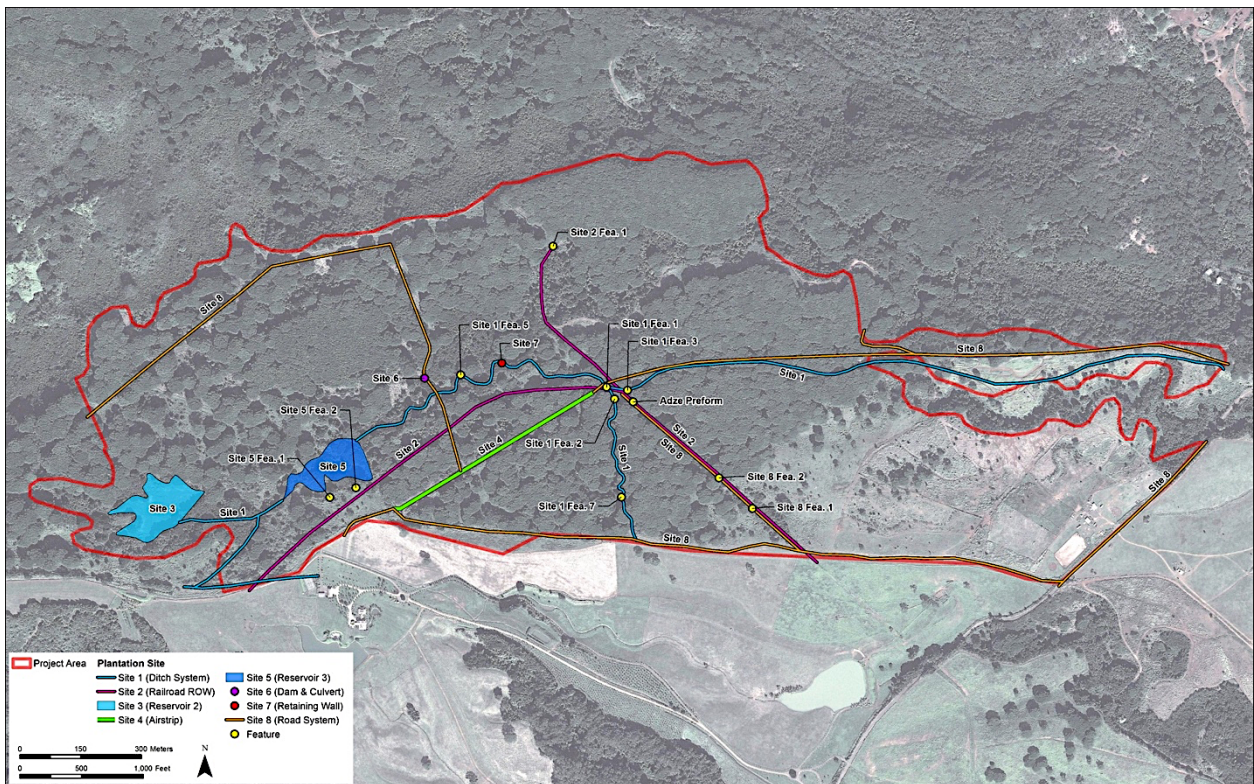 Site 2 Fea. 1
Site 8
Site 1 Fea. 5
Site 1 Fea. 1
Site 7
Site 1 Fea. 3
Site 8
Site 1
Site 6
Adze Preform
Site 5 Fea. 2
Site 2
Site 4
Site 1 Fea. 2
Site 2
Site 8
Site 5 Fea. 1
Site 5
Site 1
Site 8 Fea. 2
Site 8
Site 3
Site 1
Site 1 Fea. 7
Site 8 Fea. 1
Site 8
Project Area
Plantation Site
Site 1 (Ditch System)
Site 2 (Railroad ROW)
Site 3 (Reservoir 2)
Site 4 (Airstrip)
Site 5 (Reservoir 3)
Site 6 (Dam & Culvert)
Site 7 (Retaining Wall)
Site 8 (Road System)
Feature
0 150 300 Meters
0 500 1,000 Feet
N